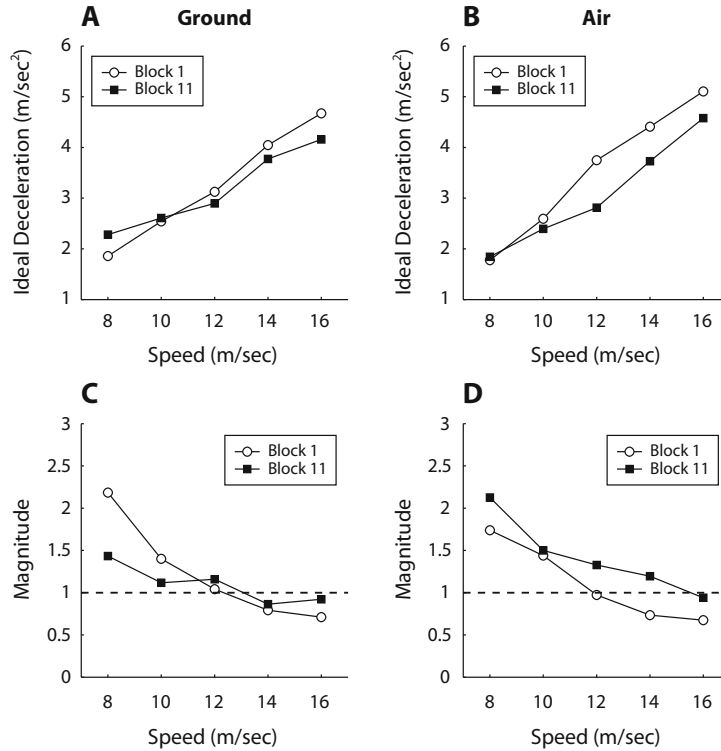 A Ground
6
5
4
3
2
1
Ideal Deceleration (m/sec²)
Block 1
Block 11
8 10 12 14 16
Speed (m/sec)
B Air
6
5
4
3
2
1
Ideal Deceleration (m/sec²)
Block 1
Block 11
8 10 12 14 16
Speed (m/sec)
C
3
2.5
2
1.5
1
0.5
0
Magnitude
Block 1
Block 11
8 10 12 14 16
Speed (m/sec)
D
3
2.5
2
1.5
1
0.5
0
Magnitude
Block 1
Block 11
8 10 12 14 16
Speed (m/sec)